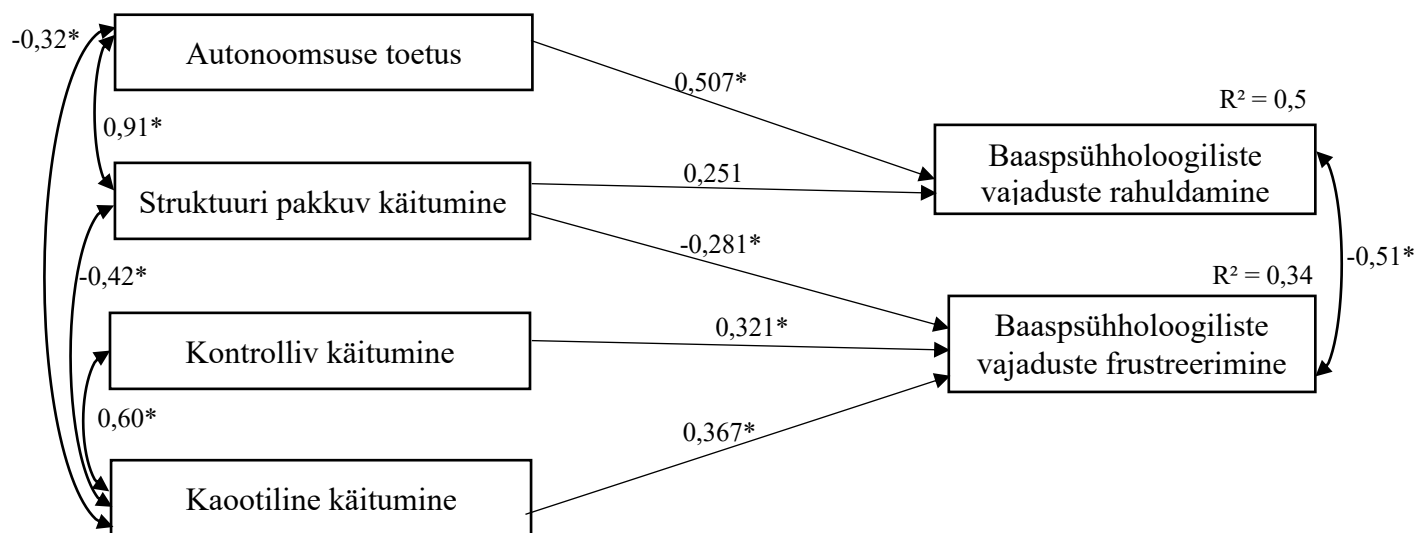 -0,32*
Autonoomsuse toetus
0,507*
R² = 0,5
0,91*
Baaspsühholoogiliste
vajaduste rahuldamine
0,251
Struktuuri pakkuv käitumine
-0,281*
-0,51*
-0,42*
R² = 0,34
Baaspsühholoogiliste
vajaduste frustreerimine
0,321*
Kontrolliv käitumine
0,60*
0,367*
Kaootiline käitumine